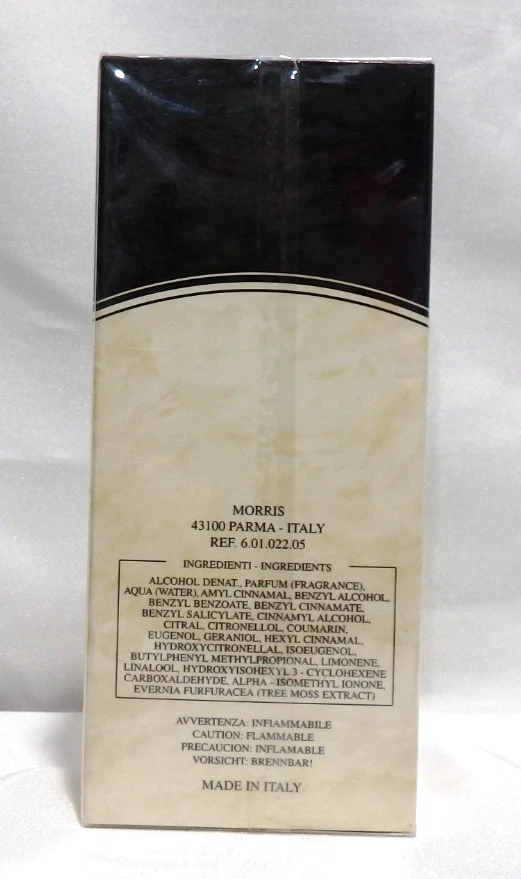 MORRIS
43100 PARMA - ITALY
REF. 6.01.022.05
INGREDIENTI - INGREDIENTS
ALCOHOL DENAT., PARFUM (FRAGRANCE),
AQUA (WATER), AMYL CINNAMAL, BENZYL ALCOHOL,
BENZYL BENZOATE, BENZYL CINNAMATE,
BENZYL SALICYLATE, CINNAMYL ALCOHOL,
CITRAL, CITRONELLOL, COUMARIN,
EUGENOL, GERANIOL, HEXYL CINNAMAL,
HYDROXYCITRONELLAL, ISOEUGENOL,
BUTYLPHENYL METHYLPROPIONAL, LIMONENE,
LINALOOL, HYDROXYISOHEXYL 3 - CYCLOHEXENE
CARBOXALDEHYDE, ALPHA - ISOMETHYL IONONE,
EVERNIA FURFURACEA (TREE MOSS EXTRACT)
AVVERTENZA: INFIAMMABILE
CAUTION: FLAMMABLE
PRECAUCION: INFLAMABLE
VORSICHT: BRENNBAR!
MADE IN ITALY